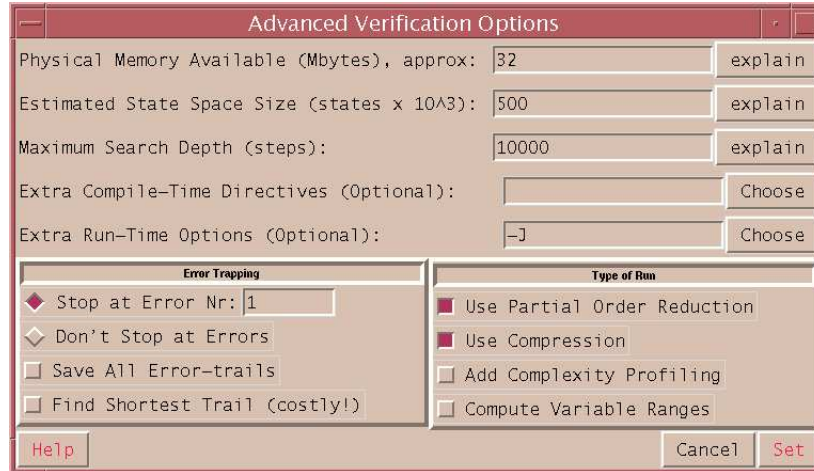 Advanced Verification Options
Physical Memory Available (Mbytes), approx: 32 explain
Estimated State Space Size (states x 10^3): 500 explain
Maximum Search Depth (steps): 10000 explain
Extra Compile-Time Directives (Optional): Choose
Extra Run-Time Options (Optional): -J Choose
Error Trapping
Stop at Error Nr: 1
Don't Stop at Errors
Save All Error-trails
Find Shortest Trail (costly!)
Type of Run
Use Partial Order Reduction
Use Compression
Add Complexity Profiling
Compute Variable Ranges
Help Cancel Set